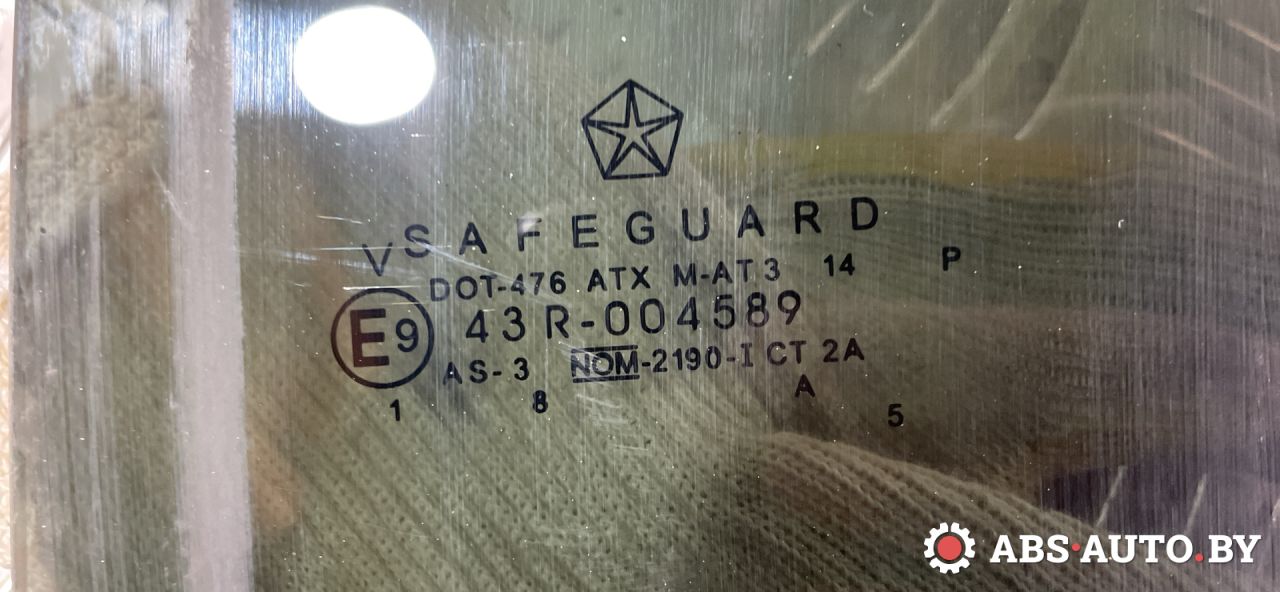 V SAFEGUARD
DOT-476 ATX M-AT3 14 P
E9 43R-004589
AS-3 NOM-2190-I CT 2A
A
1 8 5
ABS·AUTO.BY